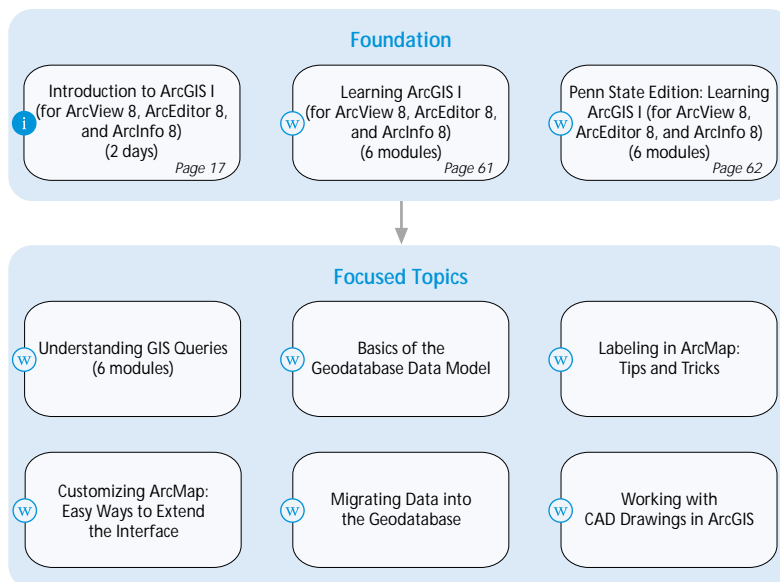 Foundation
i
Introduction to ArcGIS I
(for ArcView 8, ArcEditor 8,
and ArcInfo 8)
(2 days)
Page 17
w
Learning ArcGIS I
(for ArcView 8, ArcEditor 8,
and ArcInfo 8)
(6 modules)
Page 61
w
Penn State Edition: Learning
ArcGIS I (for ArcView 8,
ArcEditor 8, and ArcInfo 8)
(6 modules)
Page 62
Focused Topics
w
Understanding GIS Queries
(6 modules)
w
Basics of the
Geodatabase Data Model
w
Labeling in ArcMap:
Tips and Tricks
w
Customizing ArcMap:
Easy Ways to Extend
the Interface
w
Migrating Data into
the Geodatabase
w
Working with
CAD Drawings in ArcGIS